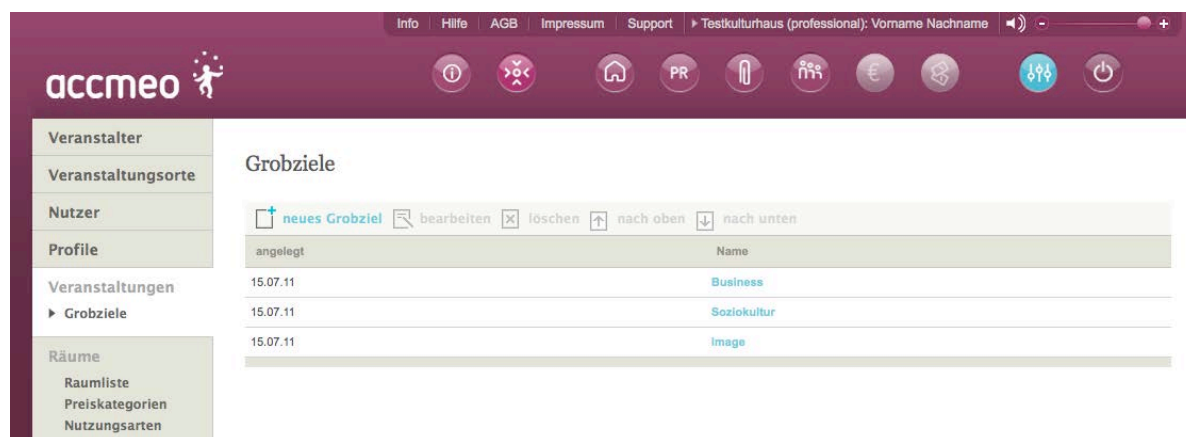 Info Hilfe AGB Impressum Support Testkulturhaus (professional): Vorname Nachname
accmeo
PR
€
Veranstalter
Veranstaltungsorte
Nutzer
Profile
Veranstaltungen
Grobziele
Räume
Raumliste
Preiskategorien
Nutzungsarten
Grobziele
neues Grobziel bearbeiten löschen nach oben nach unten
angelegt Name
15.07.11 Business
15.07.11 Soziokultur
15.07.11 Image